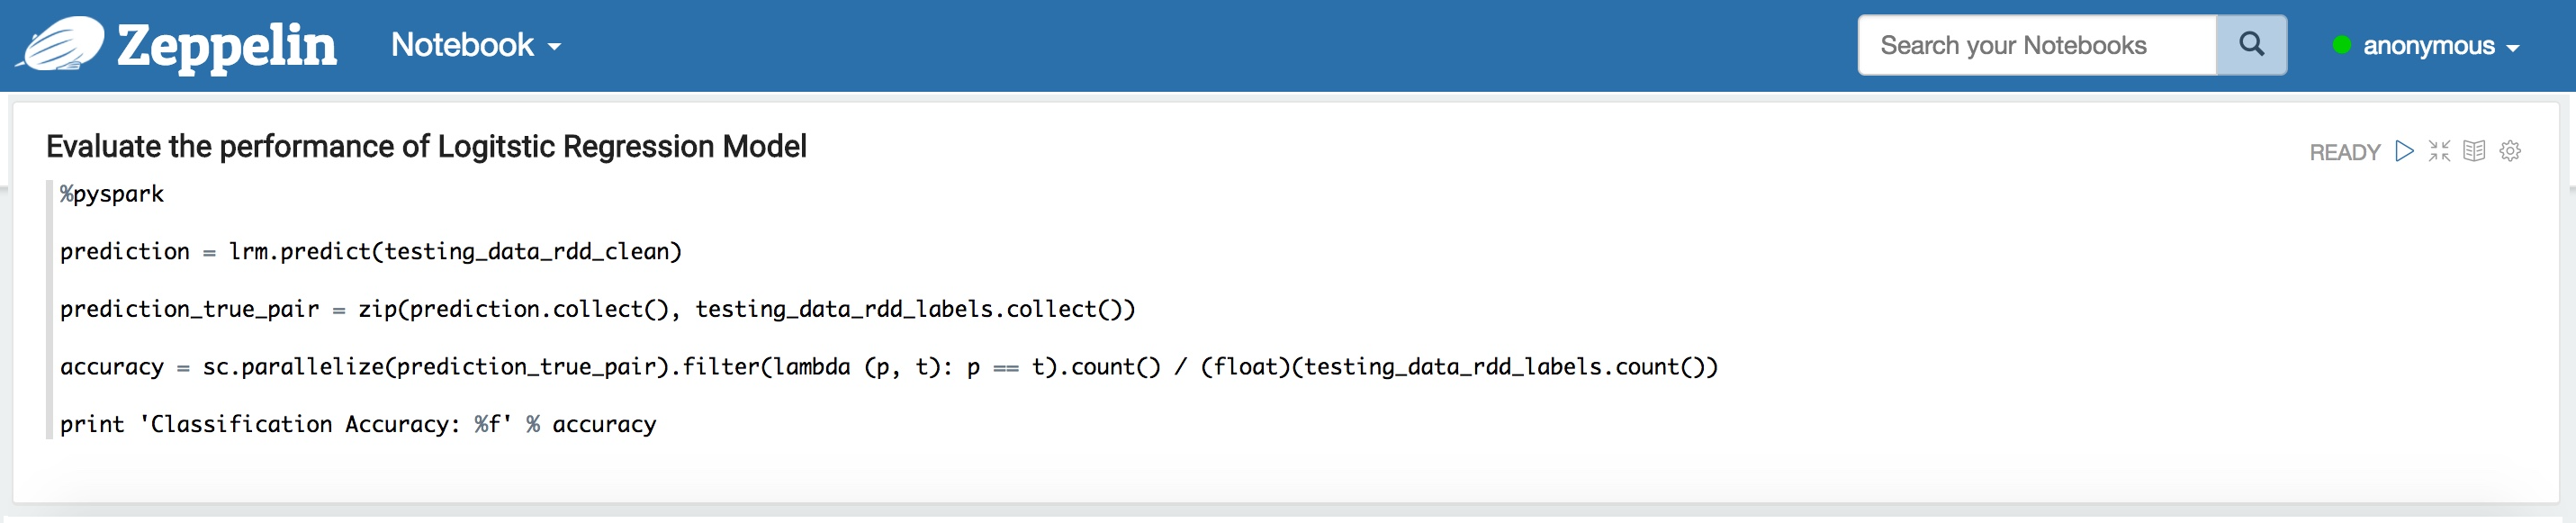 Zeppelin Notebook Search your Notebooks anonymous
Evaluate the performance of Logitstic Regression Model READY
%pyspark
prediction = lrm.predict(testing_data_rdd_clean)
prediction_true_pair = zip(prediction.collect(), testing_data_rdd_labels.collect())
accuracy = sc.parallelize(prediction_true_pair).filter(lambda (p, t): p == t).count() / (float)(testing_data_rdd_labels.count())
print 'Classification Accuracy: %f' % accuracy